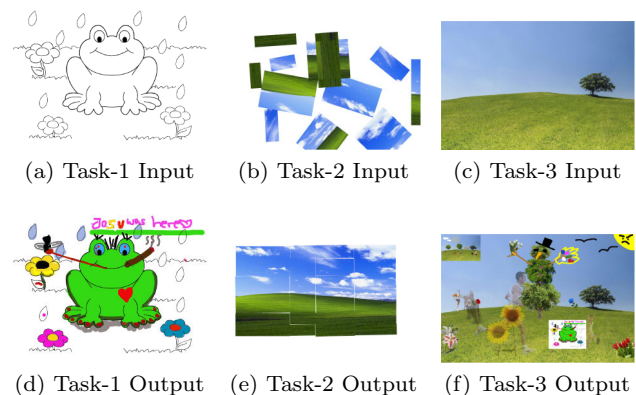 (a) Task-1 Input
(b) Task-2 Input
(c) Task-3 Input
Josu was here
(d) Task-1 Output
(e) Task-2 Output
(f) Task-3 Output